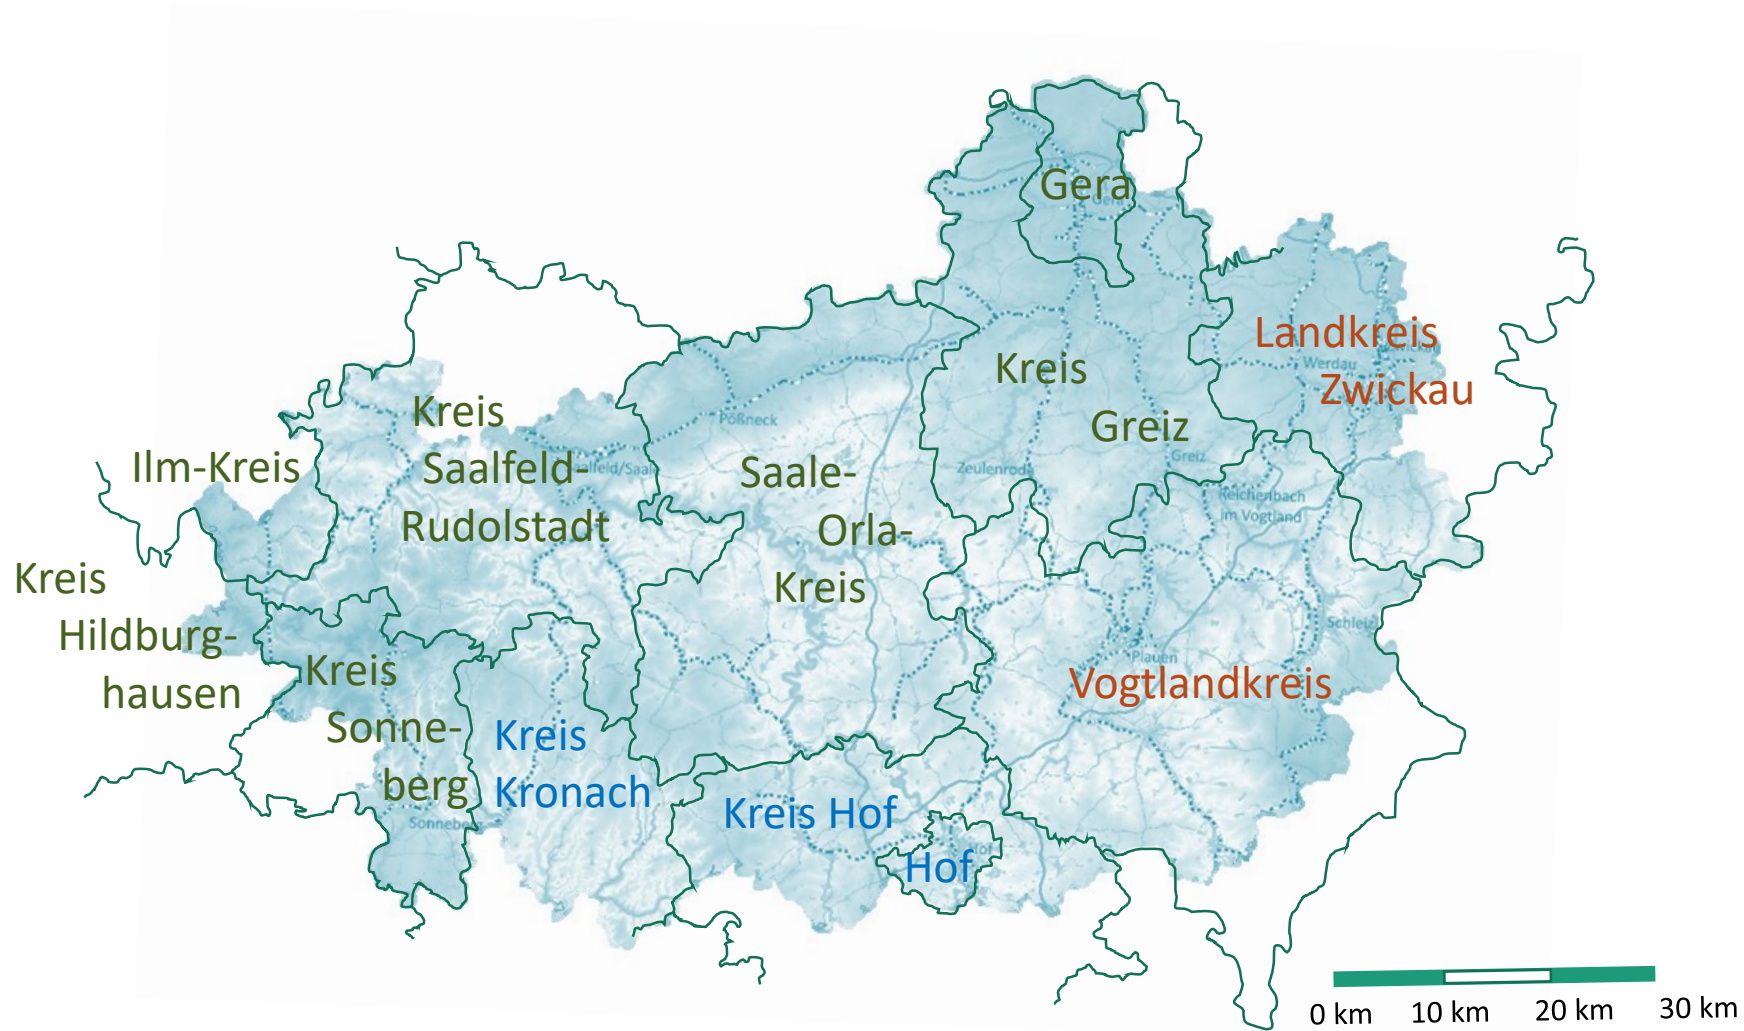 Gera
Gera
Landkreis
Zwickau
Werdau
Kreis
Greiz
Greiz
Zeulenroda
Kreis
Saalfeld-
Rudolstadt
Pößneck
Ilm-Kreis
Saale-
Orla-
Kreis
Reichenbach
im Vogtland
Kreis
Hildburg-
hausen
Schleiz
Plauen
Vogtlandkreis
Kreis
Sonne-
berg
Kreis
Kronach
Kreis Hof
Hof
0 km 10 km 20 km 30 km